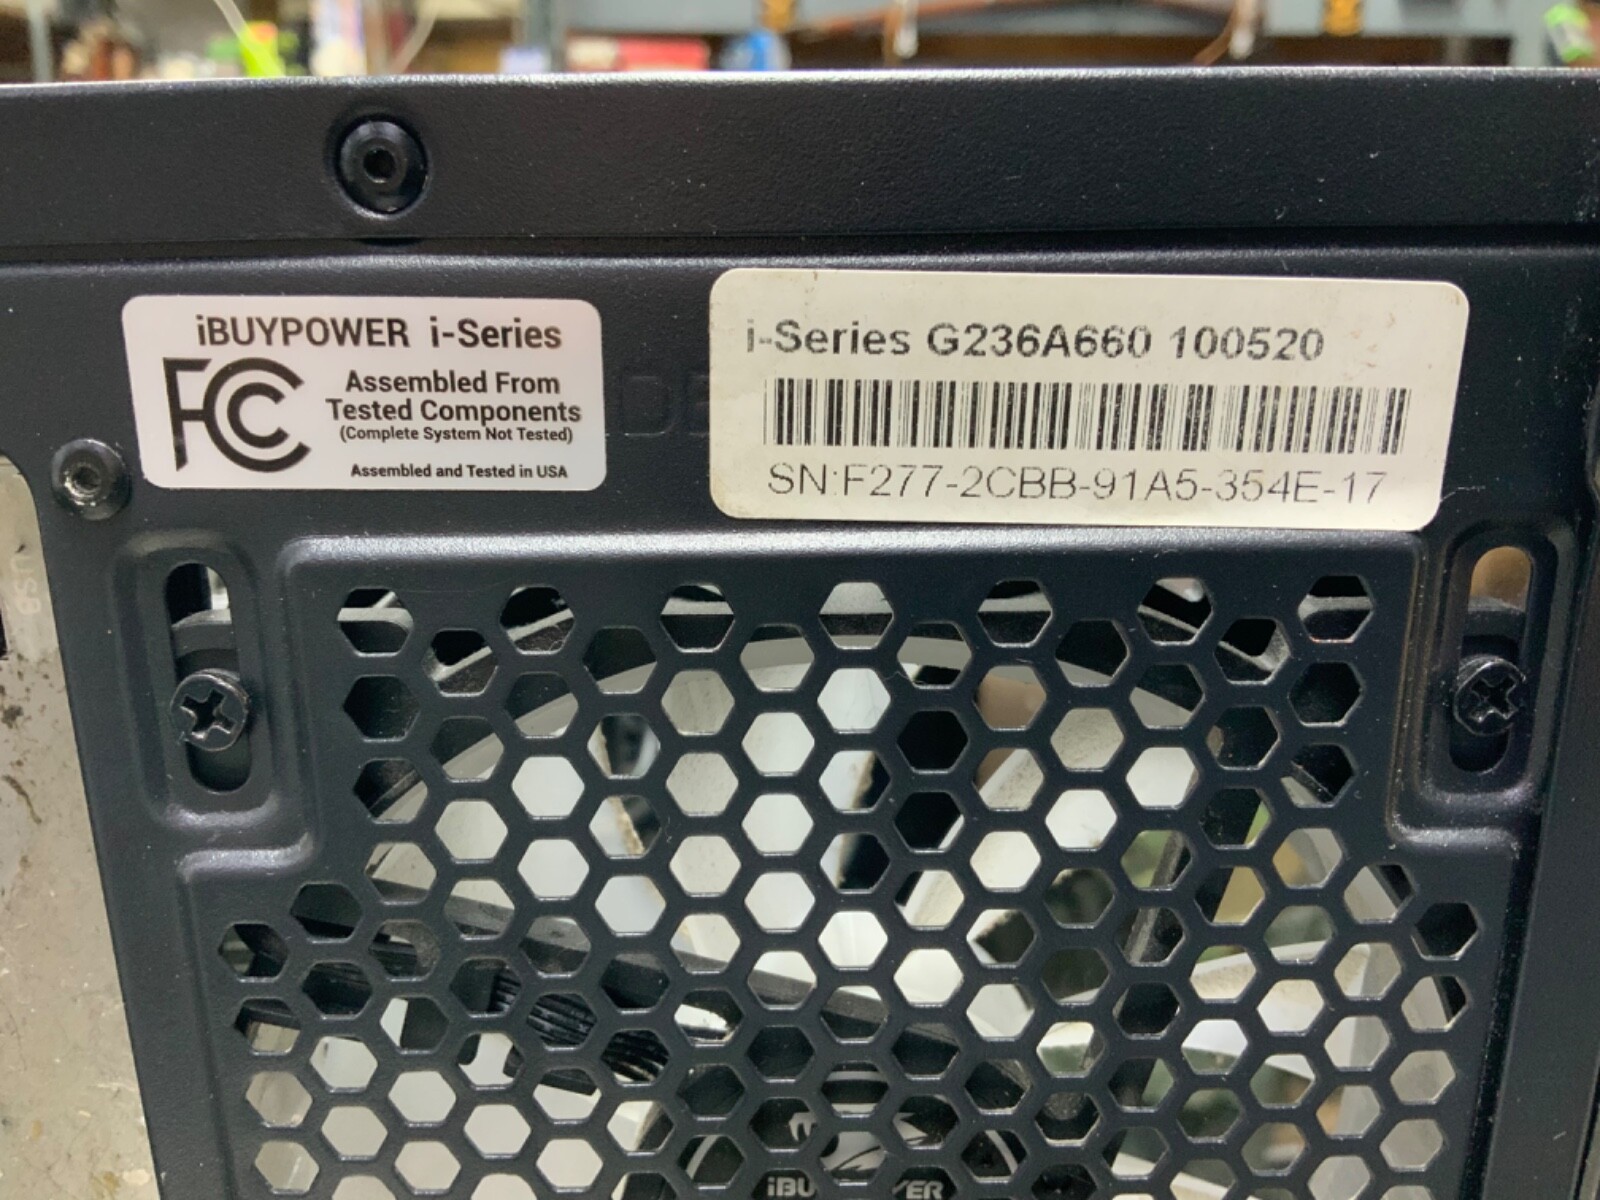 iBUYPOWER i-Series
FC
Assembled From
Tested Components
(Complete System Not Tested)
Assembled and Tested in USA
i-Series G236A660 100520
SN:F277-2CBB-91A5-354E-17